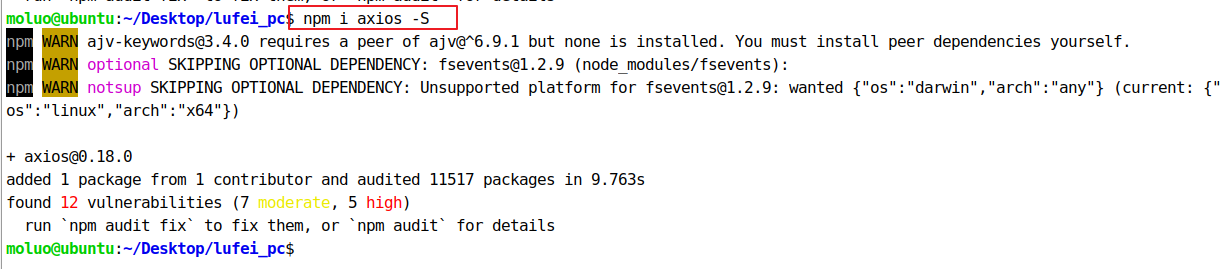 run `npm audit fix` to fix them, or `npm audit` for details
moluo@ubuntu:~/Desktop/lufei_pc$ npm i axios -S
npm WARN ajv-keywords@3.4.0 requires a peer of ajv@^6.9.1 but none is installed. You must install peer dependencies yourself.
npm WARN optional SKIPPING OPTIONAL DEPENDENCY: fsevents@1.2.9 (node_modules/fsevents):
npm WARN notsup SKIPPING OPTIONAL DEPENDENCY: Unsupported platform for fsevents@1.2.9: wanted {"os":"darwin","arch":"any"} (current: {"
os":"linux","arch":"x64"})
+ axios@0.18.0
added 1 package from 1 contributor and audited 11517 packages in 9.763s
found 12 vulnerabilities (7 moderate, 5 high)
run `npm audit fix` to fix them, or `npm audit` for details
moluo@ubuntu:~/Desktop/lufei_pc$